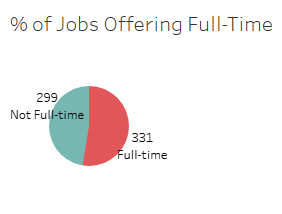 % of Jobs Offering Full-Time
299
Not Full-time
331
Full-time